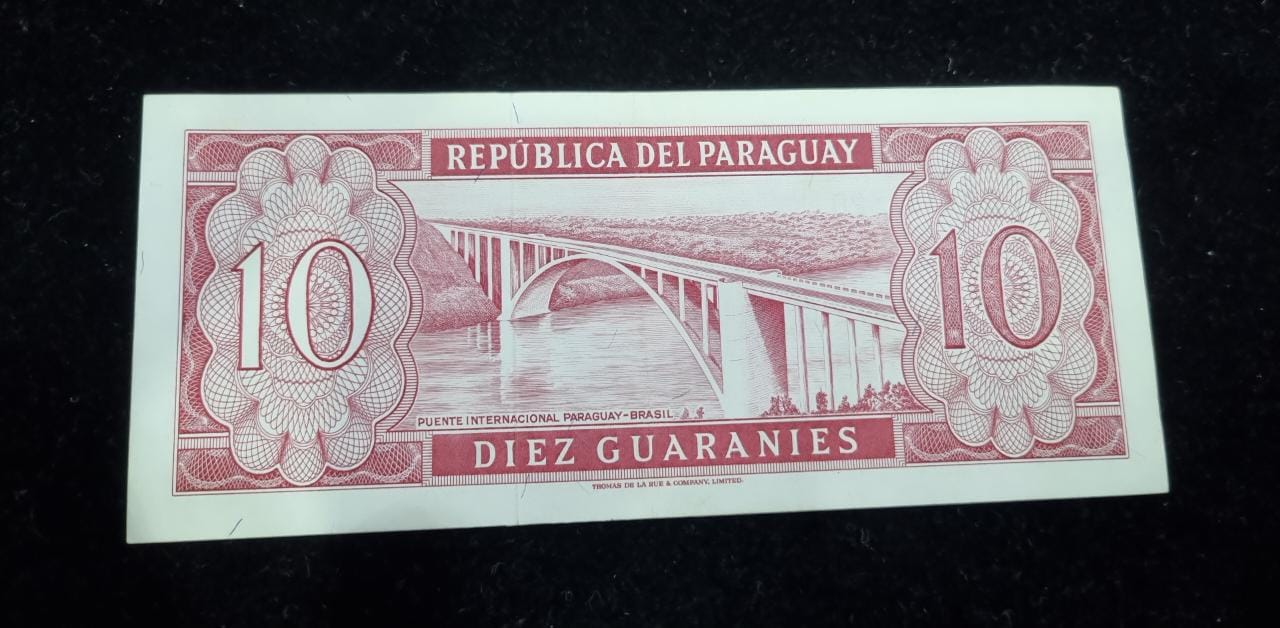 REPÚBLICA DEL PARAGUAY
10
10
PUENTE INTERNACIONAL PARAGUAY-BRASIL
DIEZ GUARANIES
THOMAS DE LA RUE & COMPANY, LIMITED.